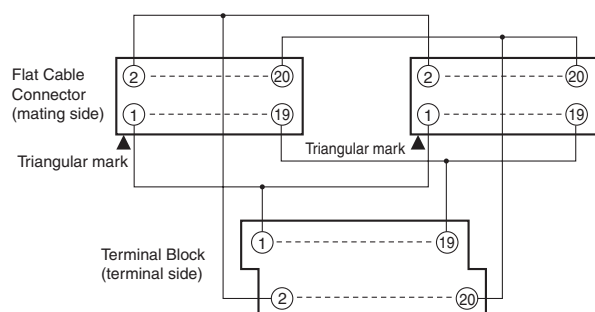 2 20 2 20
Flat Cable
Connector
(mating side)
1 19 1 19
Triangular mark Triangular mark
1 19
Terminal Block
(terminal side)
2 20